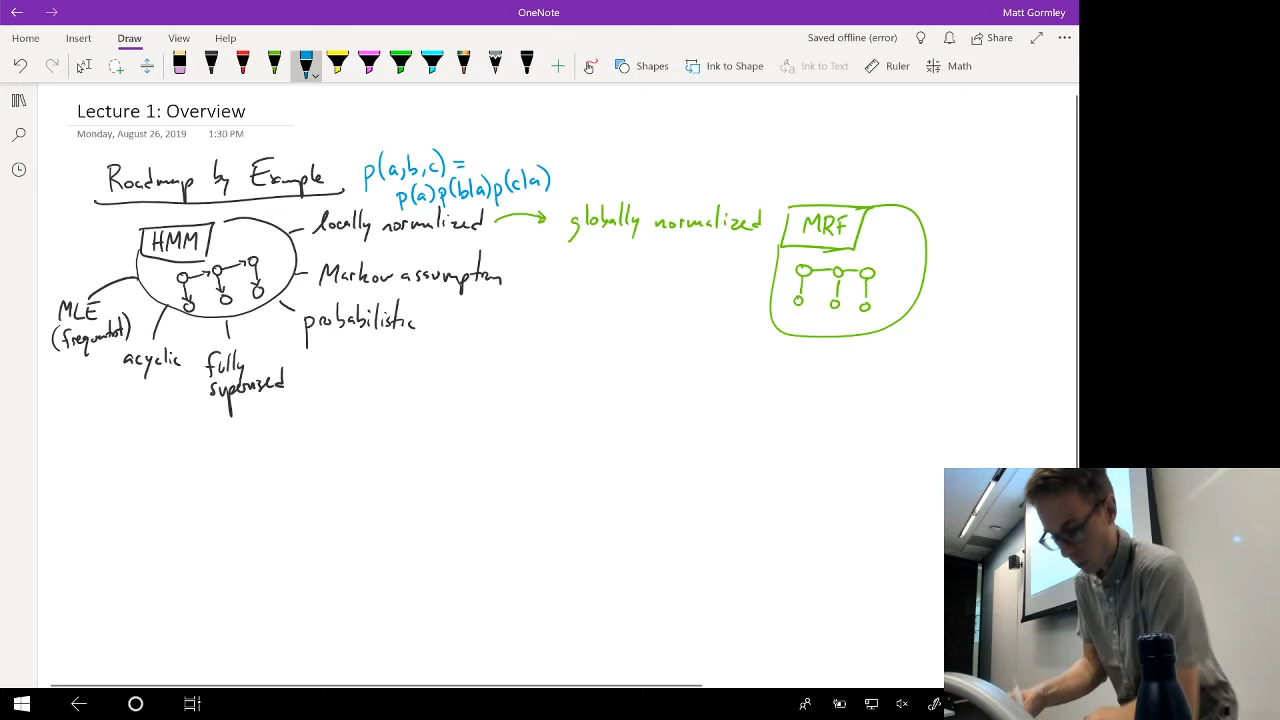 OneNote
Matt Gormley
Home Insert Draw View Help
Saved offline (error)
Share
Shapes
Ink to Shape
Ink to Text
Ruler
Math
Lecture 1: Overview
Monday, August 26, 2019 1:30 PM
Roadmap by Example
p(a,b,c) =
p(a)p(b|a)p(c|a)
locally normalized
globally normalized
MRF
HMM
Markov assumption
MLE
(frequentist)
probabilistic
acyclic
fully
supervised